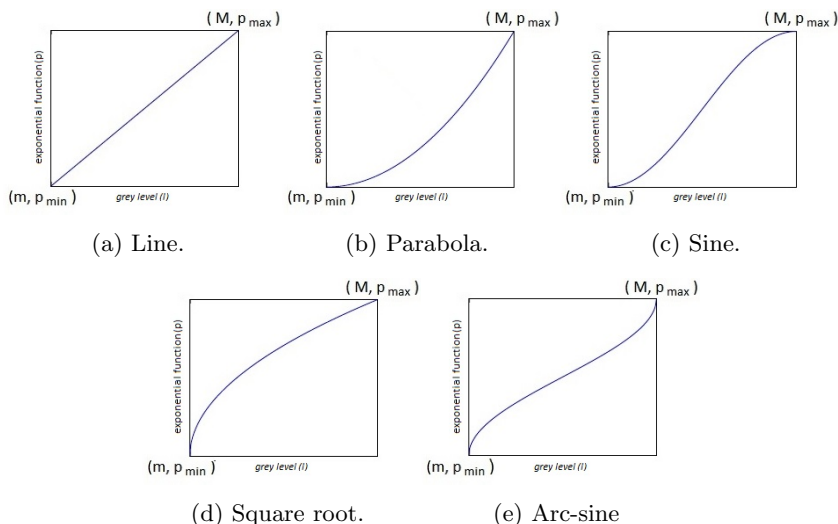 ( M, p max )
exponential function(p)
(m, p min )
grey level (l)
(a) Line.
( M, p max )
exponential function(p)
(m, p min )
grey level (l)
(b) Parabola.
( M, p max )
exponential function(p)
(m, p min )
grey level (l)
(c) Sine.
( M, p max )
exponential function(p)
(m, p min )
grey level (l)
(d) Square root.
( M, p max )
exponential function(p)
(m, p min )
grey level (l)
(e) Arc-sine